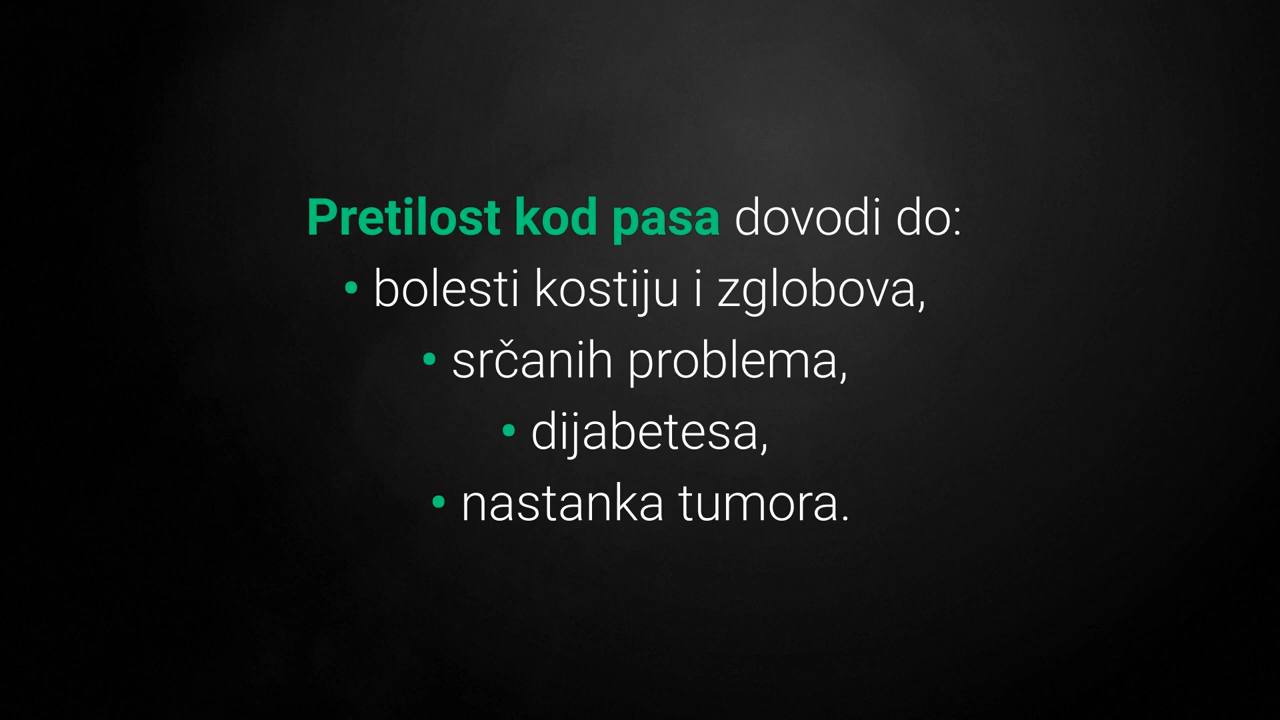 Pretilost kod pasa dovodi do:
• bolesti kostiju i zglobova,
• srčanih problema,
• dijabetesa,
• nastanka tumora.